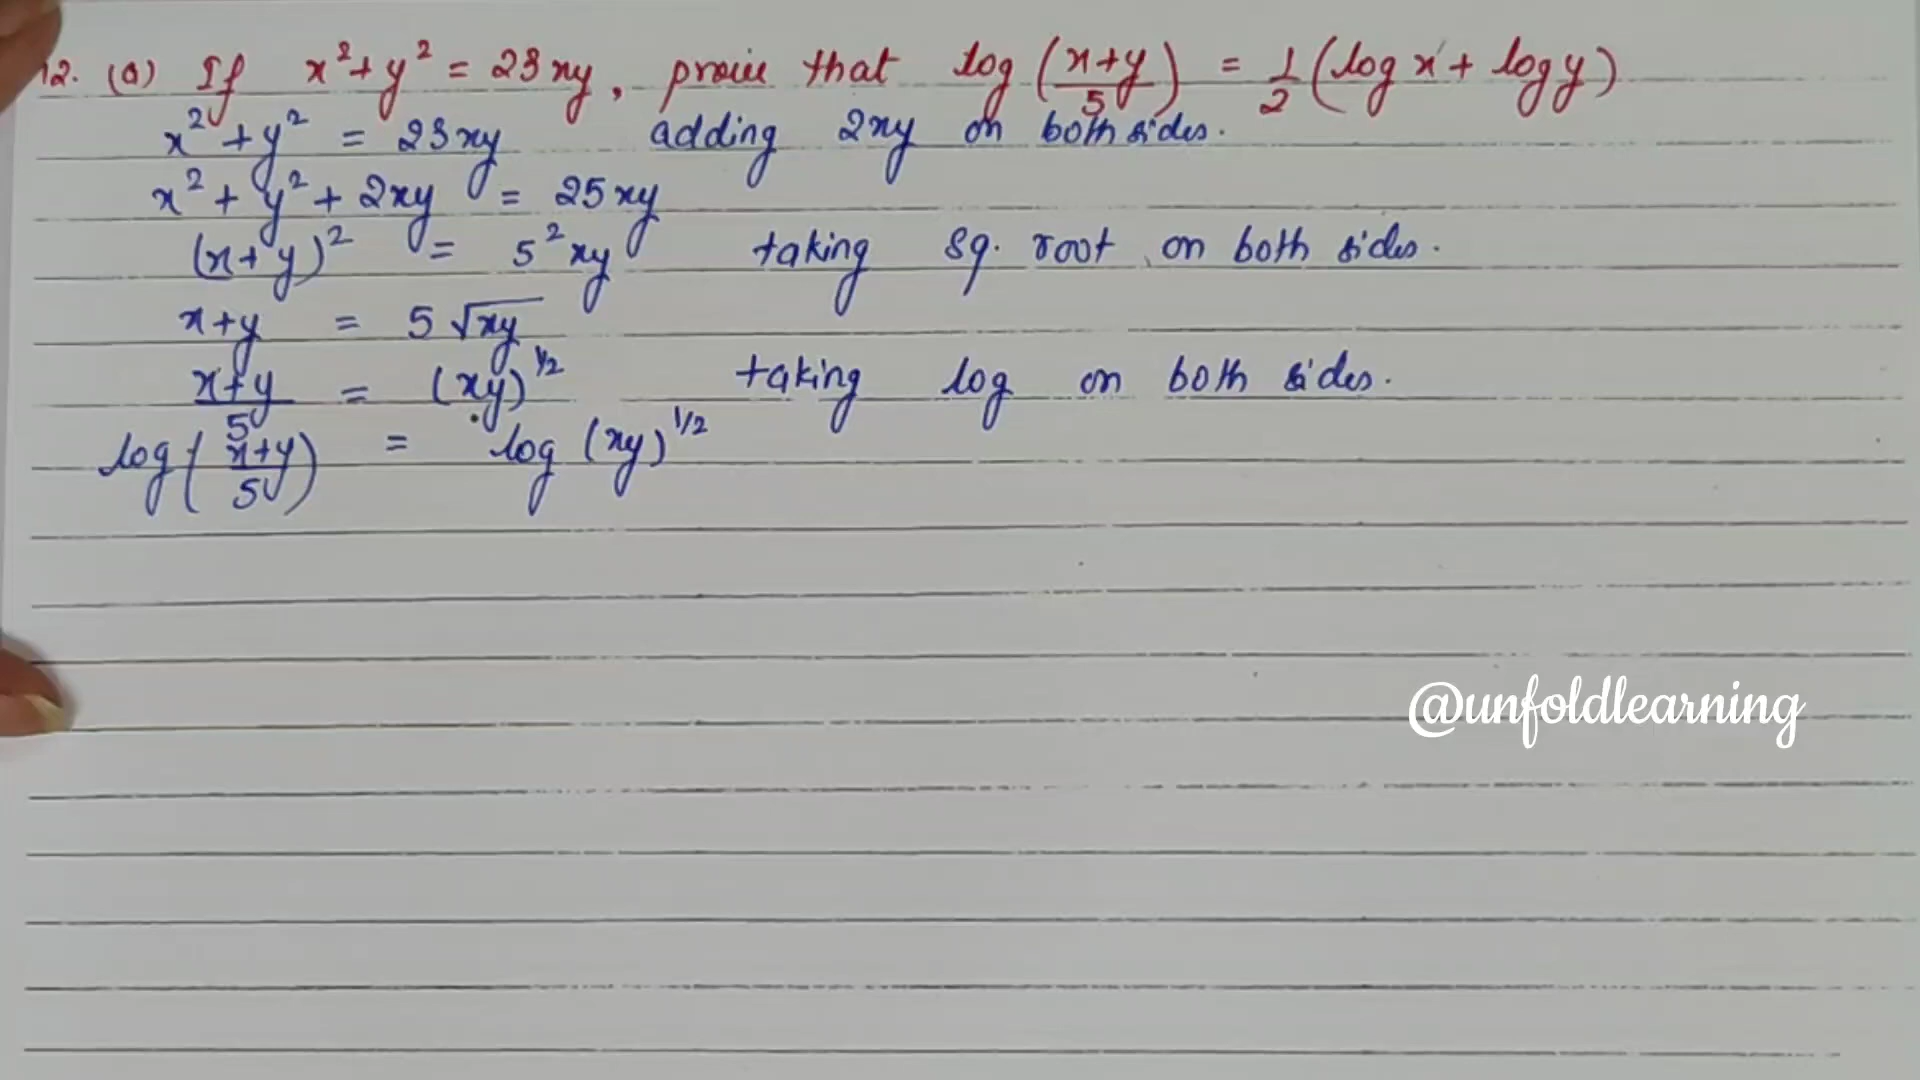 12. (a) If x² + y² = 23xy, prove that log (x+y/5) = 1/2 (log x + log y)
x² + y² = 23xy adding 2xy on both sides.
x² + y² + 2xy = 25xy
(x+y)² = 5²xy taking sq. root on both sides.
x+y = 5√xy
x+y/5 = (xy)^1/2 taking log on both sides.
log (x+y/5) = log (xy)^1/2
@unfoldlearning